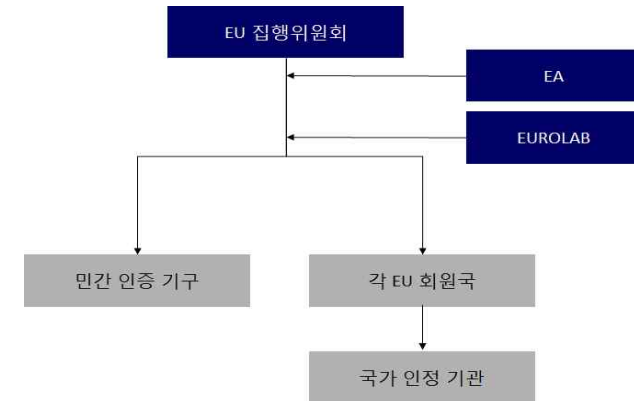 EU 집행위원회
EA
EUROLAB
민간 인증 기구
각 EU 회원국
국가 인정 기관